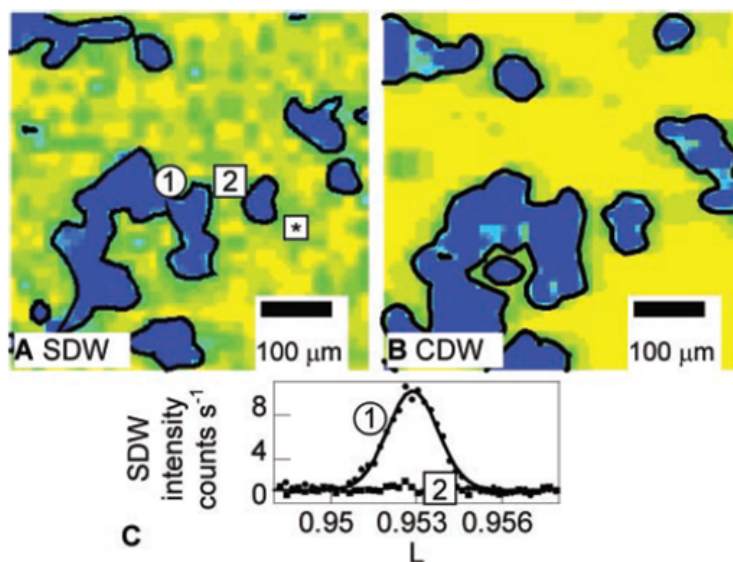 1
2
*
A SDW
100 μm
B CDW
100 μm
SDW
intensity
counts s⁻¹
8
4
0
1
2
0.95
0.953
0.956
L
C